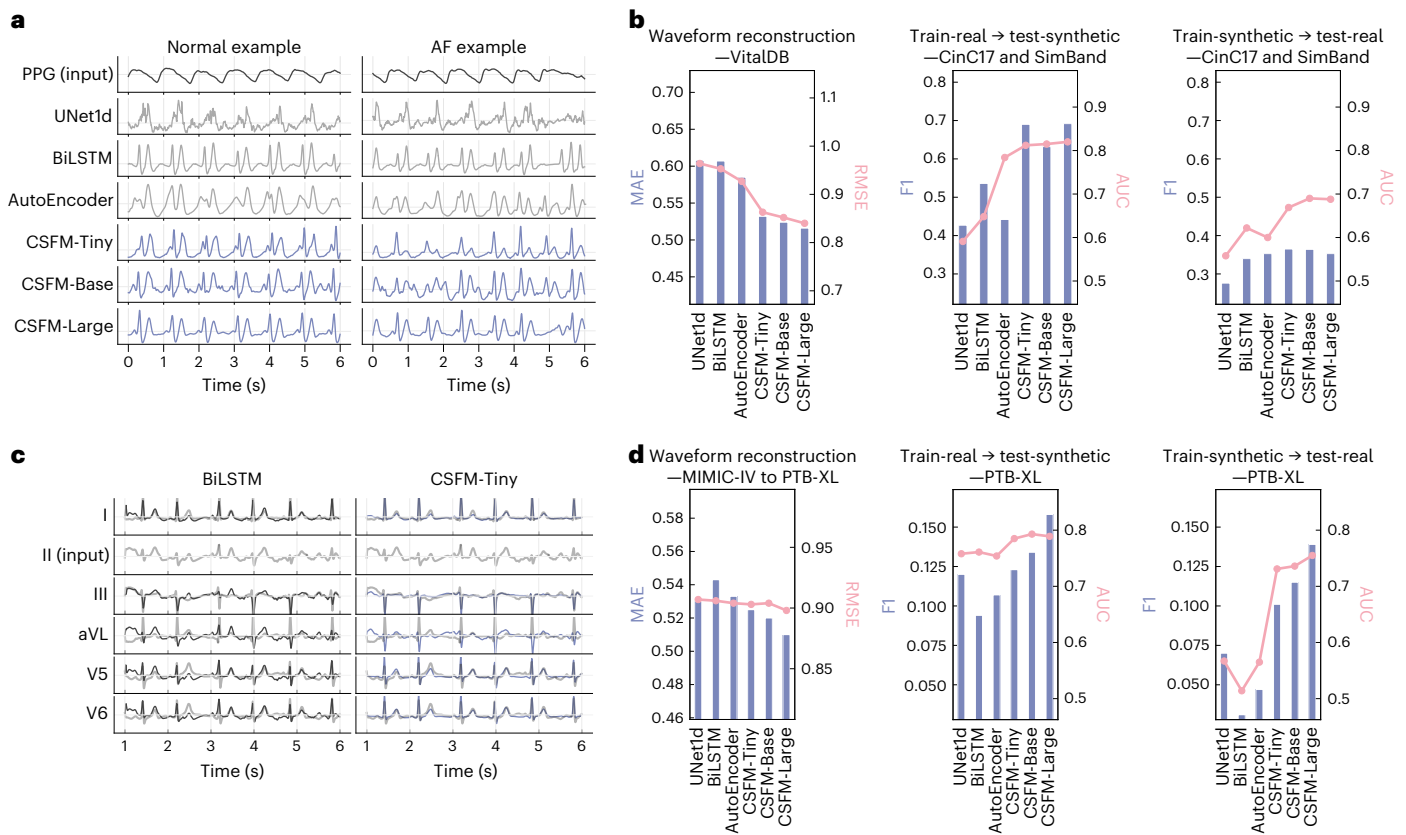 a
Normal example
AF example
PPG (input)
UNet1d
BiLSTM
AutoEncoder
CSFM-Tiny
CSFM-Base
CSFM-Large
0 1 2 3 4 5 6
0 1 2 3 4 5 6
Time (s)
Time (s)
b
Waveform reconstruction
—VitalDB
0.70
0.65
0.60
0.55
0.50
0.45
MAE
1.1
1.0
0.9
0.8
0.7
RMSE
UNet1d
BiLSTM
AutoEncoder
CSFM-Tiny
CSFM-Base
CSFM-Large
Train-real → test-synthetic
—CinC17 and SimBand
0.8
0.7
0.6
0.5
0.4
0.3
F1
0.9
0.8
0.7
0.6
0.5
AUC
UNet1d
BiLSTM
AutoEncoder
CSFM-Tiny
CSFM-Base
CSFM-Large
Train-synthetic → test-real
—CinC17 and SimBand
0.8
0.7
0.6
0.5
0.4
0.3
F1
0.9
0.8
0.7
0.6
0.5
AUC
UNet1d
BiLSTM
AutoEncoder
CSFM-Tiny
CSFM-Base
CSFM-Large
c
BiLSTM
CSFM-Tiny
I
II (input)
III
aVL
V5
V6
1 2 3 4 5 6
1 2 3 4 5 6
Time (s)
Time (s)
d
Waveform reconstruction
—MIMIC-IV to PTB-XL
0.58
0.56
0.54
0.52
0.50
0.48
0.46
MAE
0.95
0.90
0.85
RMSE
UNet1d
BiLSTM
AutoEncoder
CSFM-Tiny
CSFM-Base
CSFM-Large
Train-real → test-synthetic
—PTB-XL
0.150
0.125
0.100
0.075
0.050
F1
0.8
0.7
0.6
0.5
AUC
UNet1d
BiLSTM
AutoEncoder
CSFM-Tiny
CSFM-Base
CSFM-Large
Train-synthetic → test-real
—PTB-XL
0.150
0.125
0.100
0.075
0.050
F1
0.8
0.7
0.6
0.5
AUC
UNet1d
BiLSTM
AutoEncoder
CSFM-Tiny
CSFM-Base
CSFM-Large